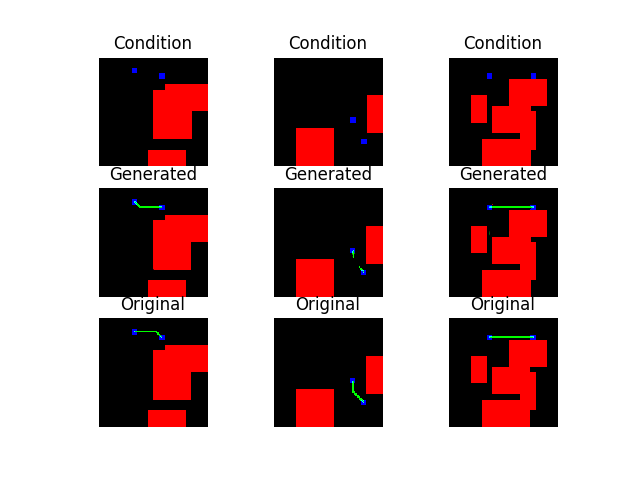 Condition Condition Condition
Generated Generated Generated
Original Original Original